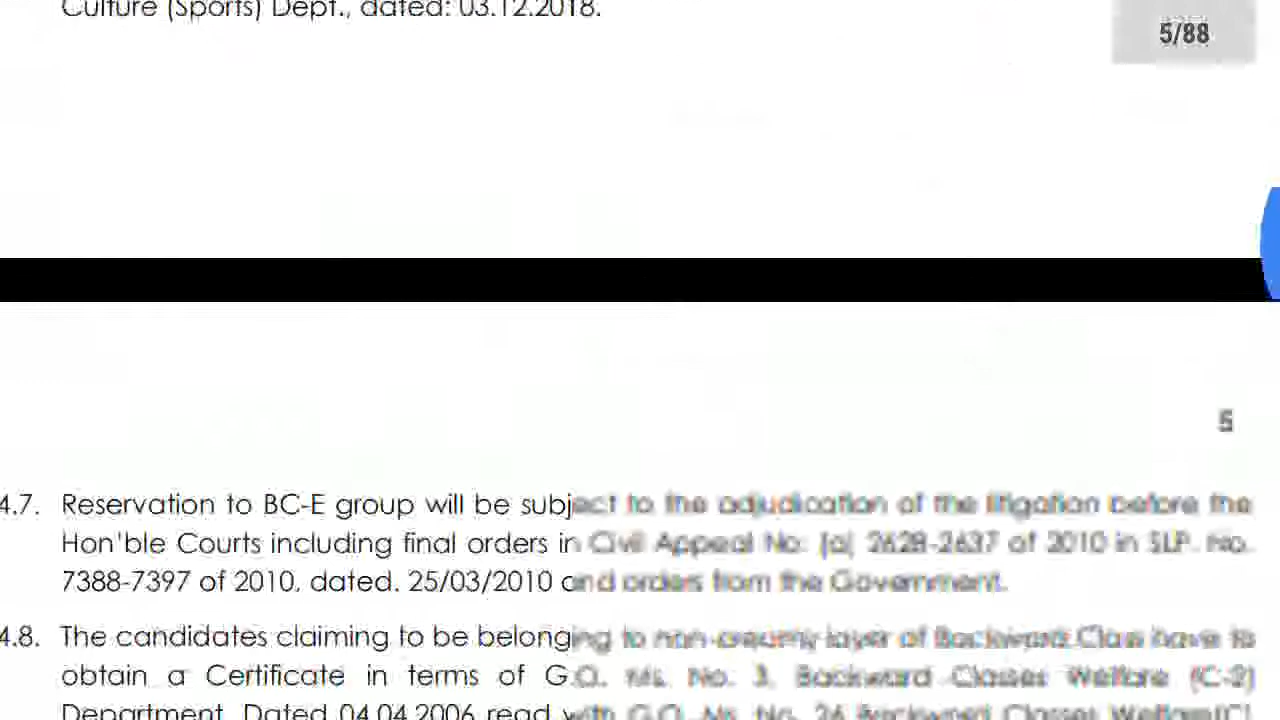 Culture (Sports) Dept., dated: 03.12.2018.
5/88
5
4.7. Reservation to BC-E group will be subject to the adjudication of the litigation before the
Hon'ble Courts including final orders in Civil Appeal No: (a) 2628-2637 of 2010 in SLP. No.
7388-7397 of 2010, dated. 25/03/2010 and orders from the Government.
4.8. The candidates claiming to be belonging to non-creamy layer of Backward Class have to
obtain a Certificate in terms of G.O. Ms. No. 3, Backward Classes Welfare (C-2)
Department, Dated 04.04.2006 read with G.O. Ms. No. 26 Backward Classes Welfare(C)